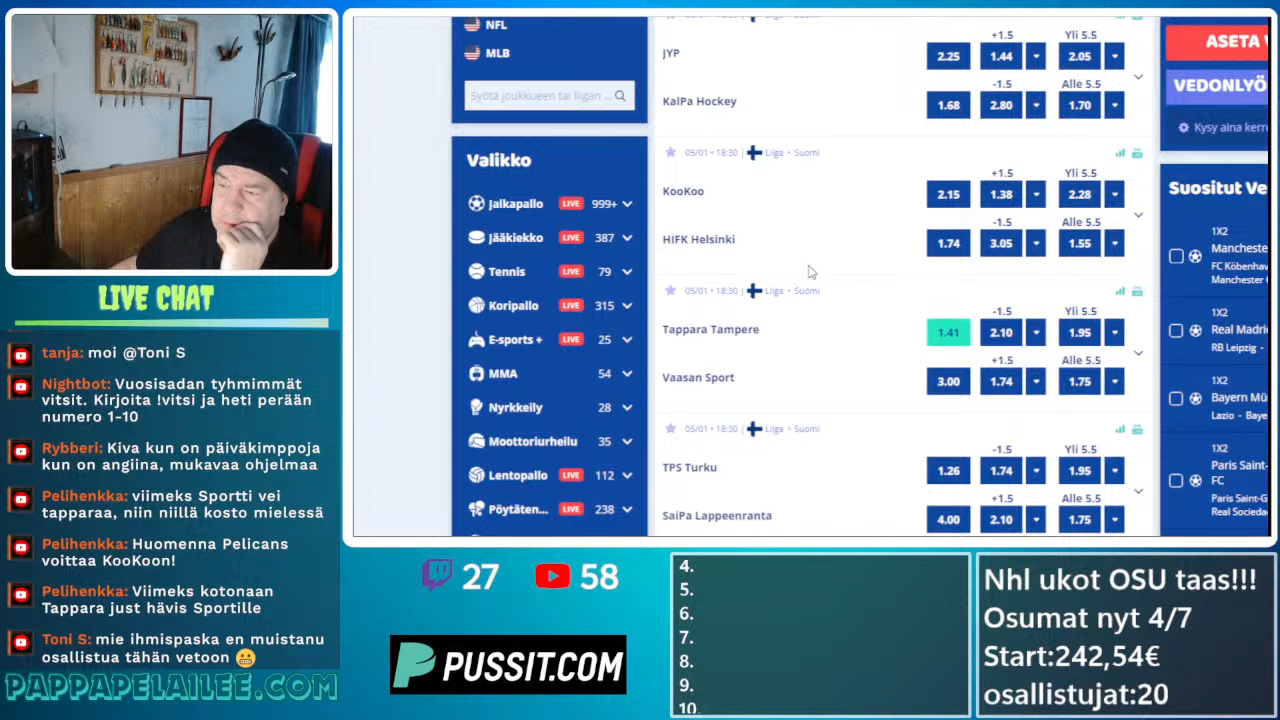 LIVE CHAT
tanja: moi @Toni S
Nightbot: Vuosisadan tyhmimmät
vitsit. Kirjoita !vitsi ja heti perään
numero 1-10
Rybberi: Kiva kun on päiväkimppoja
kun on angiina, mukavaa ohjelmaa
Pelihenkka: viimeks Sportti vei
tapparaa, niin niillä kosto mielessä
Pelihenkka: Huomenna Pelicans
voittaa KooKoon!
Pelihenkka: Viimeks kotonaan
Tappara just hävis Sportille
Toni S: mie ihmispaska en muistanu
osallistua tähän vetoon 😬
PAPPAPELAILEE.COM
NFL
MLB
Syötä joukkueen tai liigan ...
Valikko
Jalkapallo LIVE 999+
Jääkiekko LIVE 387
Tennis LIVE 79
Koripallo LIVE 315
E-sports + LIVE 25
MMA 54
Nyrkkeily 28
Moottoriurheilu 35
Lentopallo LIVE 112
Pöytäten... LIVE 238
+1.5 Yli 5.5
JYP 2.25 1.44 2.05
-1.5 Alle 5.5
KalPa Hockey 1.68 2.80 1.70
05/01 • 18:30 | Liiga • Suomi
+1.5 Yli 5.5
KooKoo 2.15 1.38 2.28
-1.5 Alle 5.5
HIFK Helsinki 1.74 3.05 1.55
05/01 • 18:30 | Liiga • Suomi
-1.5 Yli 5.5
Tappara Tampere 1.41 2.10 1.95
+1.5 Alle 5.5
Vaasan Sport 3.00 1.74 1.75
05/01 • 18:30 | Liiga • Suomi
-1.5 Yli 5.5
TPS Turku 1.26 1.74 1.95
+1.5 Alle 5.5
SaiPa Lappeenranta 4.00 2.10 1.75
ASETA V
VEDONLYÖ
Kysy aina kerro
Suositut Ve
1X2
Manchester
FC Köbenhav
Manchester
1X2
Real Madri
RB Leipzig -
1X2
Bayern Mü
Lazio - Baye
1X2
Paris Saint-
FC
Paris Saint-G
Real Socieda
27 58
PUSSIT.COM
4.
5.
6.
7.
8.
9.
10.
Nhl ukot OSU taas!!!
Osumat nyt 4/7
Start:242,54€
osallistujat:20